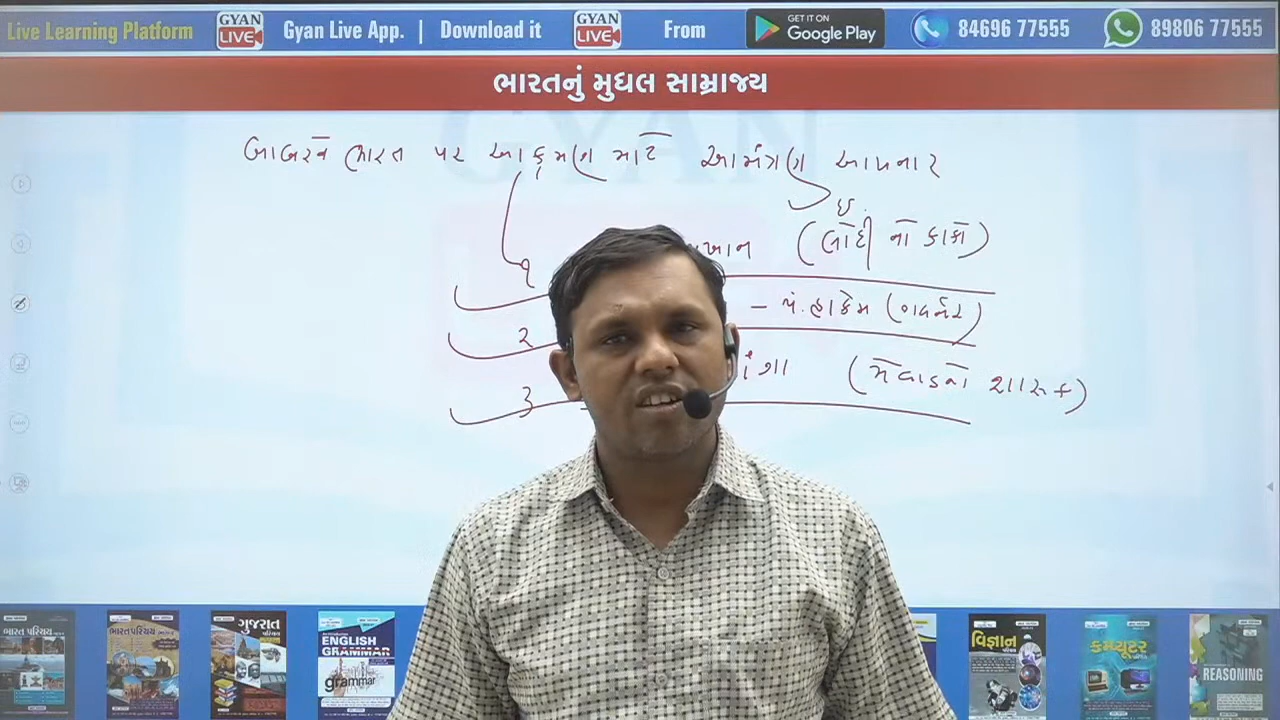 Live Learning Platform GYAN LIVE Gyan Live App. | Download it GYAN LIVE From GET IT ON Google Play 84696 77555 89806 77555
ભારતનું મુઘલ સામ્રાજ્ય
બાબરને ભારત પર આક્રમણ માટે આમંત્રણ આપનાર
૧ ખાન (ઈ. લોદી નો કાકો)
૨ – પં. હાકેમ (ગવર્નર)
૩ ંગા (મેવાડનો શાસક)
ભારત પરિચય
ભારત પરિચય
ગુજરાત
ENGLISH GRAMMAR
grammar
વિજ્ઞાન
કમ્પ્યૂટર
REASONING